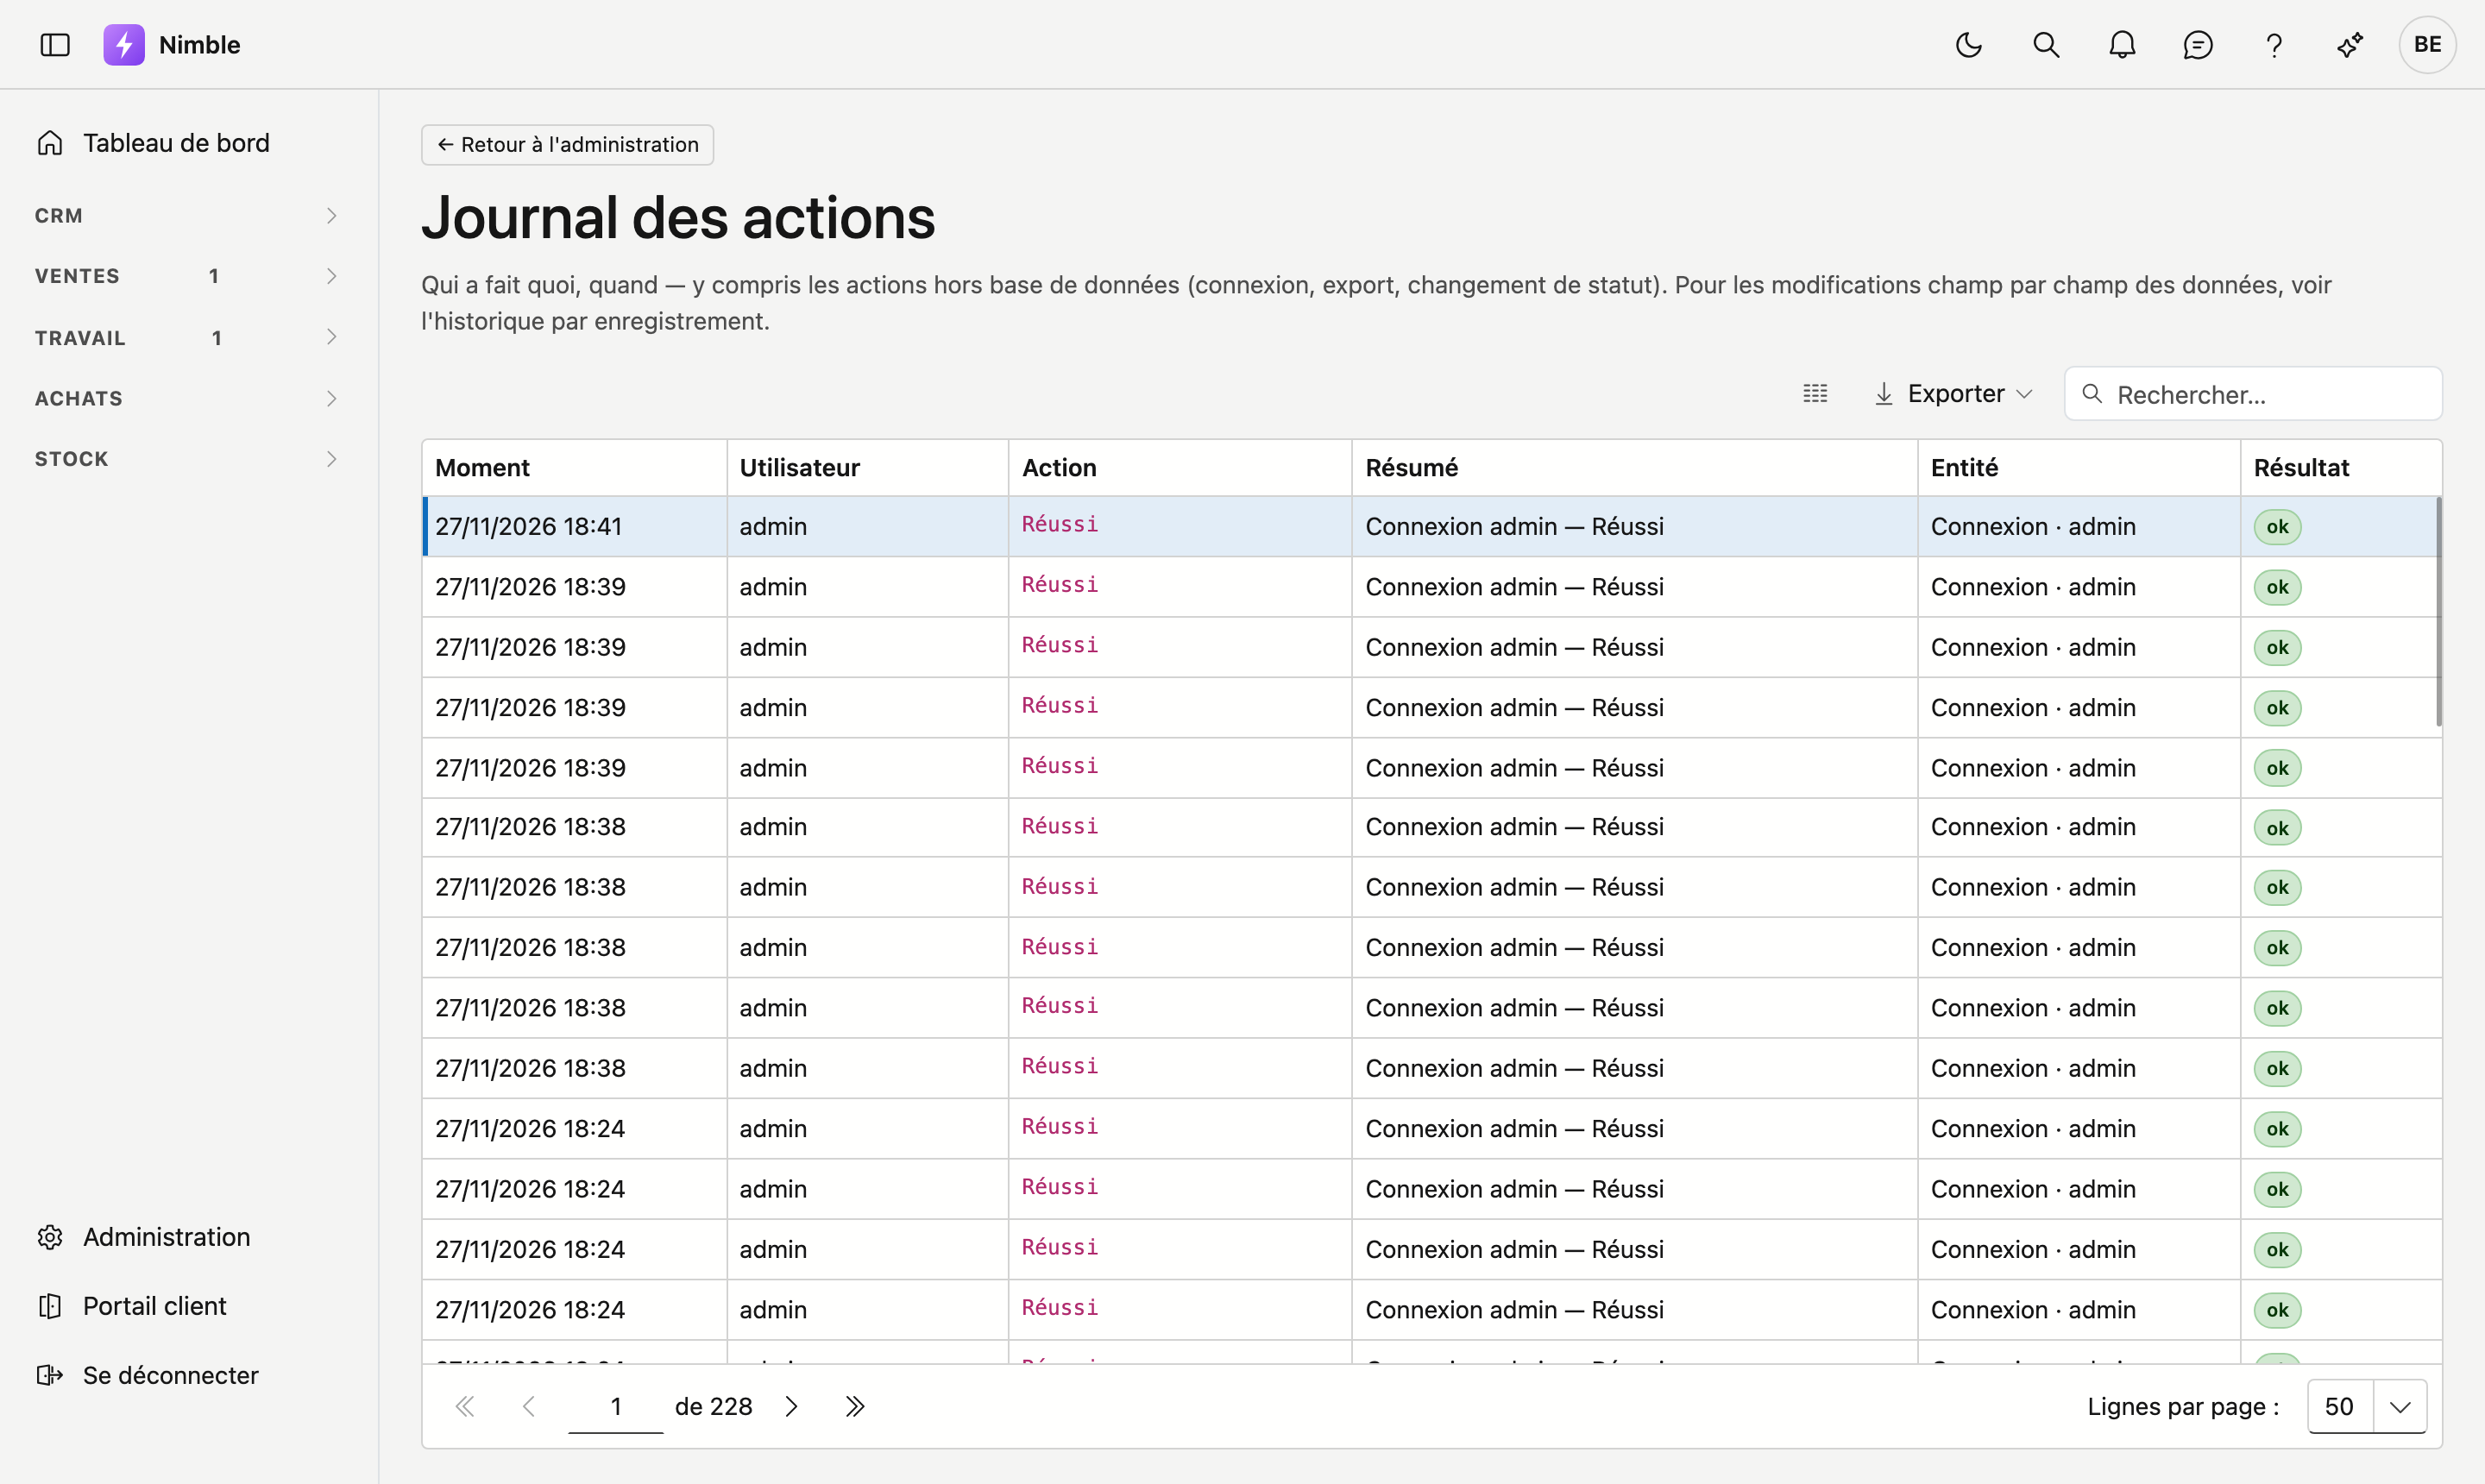 Nimble
BE
Tableau de bord
CRM
VENTES 1
TRAVAIL 1
ACHATS
STOCK
Administration
Portail client
Se déconnecter
← Retour à l'administration
Journal des actions
Qui a fait quoi, quand — y compris les actions hors base de données (connexion, export, changement de statut). Pour les modifications champ par champ des données, voir
l'historique par enregistrement.
Exporter
Rechercher...
Moment Utilisateur Action Résumé Entité Résultat
27/11/2026 18:41 admin Réussi Connexion admin — Réussi Connexion · admin ok
27/11/2026 18:39 admin Réussi Connexion admin — Réussi Connexion · admin ok
27/11/2026 18:39 admin Réussi Connexion admin — Réussi Connexion · admin ok
27/11/2026 18:39 admin Réussi Connexion admin — Réussi Connexion · admin ok
27/11/2026 18:39 admin Réussi Connexion admin — Réussi Connexion · admin ok
27/11/2026 18:38 admin Réussi Connexion admin — Réussi Connexion · admin ok
27/11/2026 18:38 admin Réussi Connexion admin — Réussi Connexion · admin ok
27/11/2026 18:38 admin Réussi Connexion admin — Réussi Connexion · admin ok
27/11/2026 18:38 admin Réussi Connexion admin — Réussi Connexion · admin ok
27/11/2026 18:38 admin Réussi Connexion admin — Réussi Connexion · admin ok
27/11/2026 18:24 admin Réussi Connexion admin — Réussi Connexion · admin ok
27/11/2026 18:24 admin Réussi Connexion admin — Réussi Connexion · admin ok
27/11/2026 18:24 admin Réussi Connexion admin — Réussi Connexion · admin ok
27/11/2026 18:24 admin Réussi Connexion admin — Réussi Connexion · admin ok
1 de 228
Lignes par page : 50